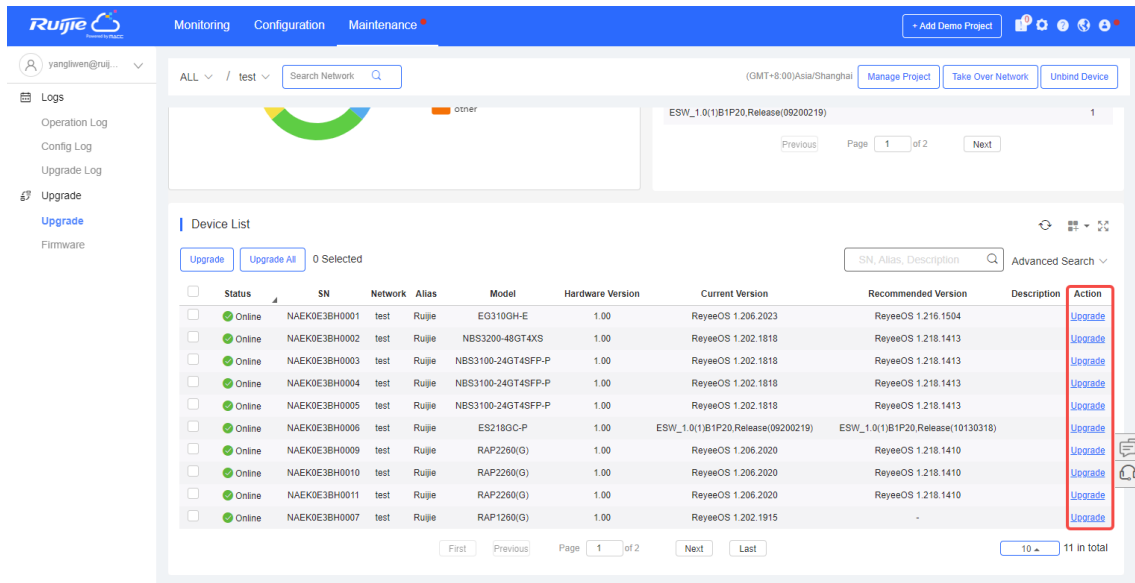 Ruijie Powered by MACC Monitoring Configuration Maintenance + Add Demo Project 0
yangliwen@ruij...
ALL / test Search Network (GMT+8:00)Asia/Shanghai Manage Project Take Over Network Unbind Device
Logs
Operation Log
Config Log
Upgrade Log
Upgrade
Upgrade
Firmware
other
ESW_1.0(1)B1P20,Release(09200219) 1
Previous Page 1 of 2 Next
Device List
Upgrade Upgrade All 0 Selected SN, Alias, Description Advanced Search
Status SN Network Alias Model Hardware Version Current Version Recommended Version Description Action
Online NAEK0E3BH0001 test Ruijie EG310GH-E 1.00 ReyeeOS 1.206.2023 ReyeeOS 1.216.1504 Upgrade
Online NAEK0E3BH0002 test Ruijie NBS3200-48GT4XS 1.00 ReyeeOS 1.202.1818 ReyeeOS 1.218.1413 Upgrade
Online NAEK0E3BH0003 test Ruijie NBS3100-24GT4SFP-P 1.00 ReyeeOS 1.202.1818 ReyeeOS 1.218.1413 Upgrade
Online NAEK0E3BH0004 test Ruijie NBS3100-24GT4SFP-P 1.00 ReyeeOS 1.202.1818 ReyeeOS 1.218.1413 Upgrade
Online NAEK0E3BH0005 test Ruijie NBS3100-24GT4SFP-P 1.00 ReyeeOS 1.202.1818 ReyeeOS 1.218.1413 Upgrade
Online NAEK0E3BH0006 test Ruijie ES218GC-P 1.00 ESW_1.0(1)B1P20,Release(09200219) ESW_1.0(1)B1P20,Release(10130318) Upgrade
Online NAEK0E3BH0009 test Ruijie RAP2260(G) 1.00 ReyeeOS 1.206.2020 ReyeeOS 1.218.1410 Upgrade
Online NAEK0E3BH0010 test Ruijie RAP2260(G) 1.00 ReyeeOS 1.206.2020 ReyeeOS 1.218.1410 Upgrade
Online NAEK0E3BH0011 test Ruijie RAP2260(G) 1.00 ReyeeOS 1.206.2020 ReyeeOS 1.218.1410 Upgrade
Online NAEK0E3BH0007 test Ruijie RAP1260(G) 1.00 ReyeeOS 1.202.1915 - Upgrade
First Previous Page 1 of 2 Next Last 10 11 in total